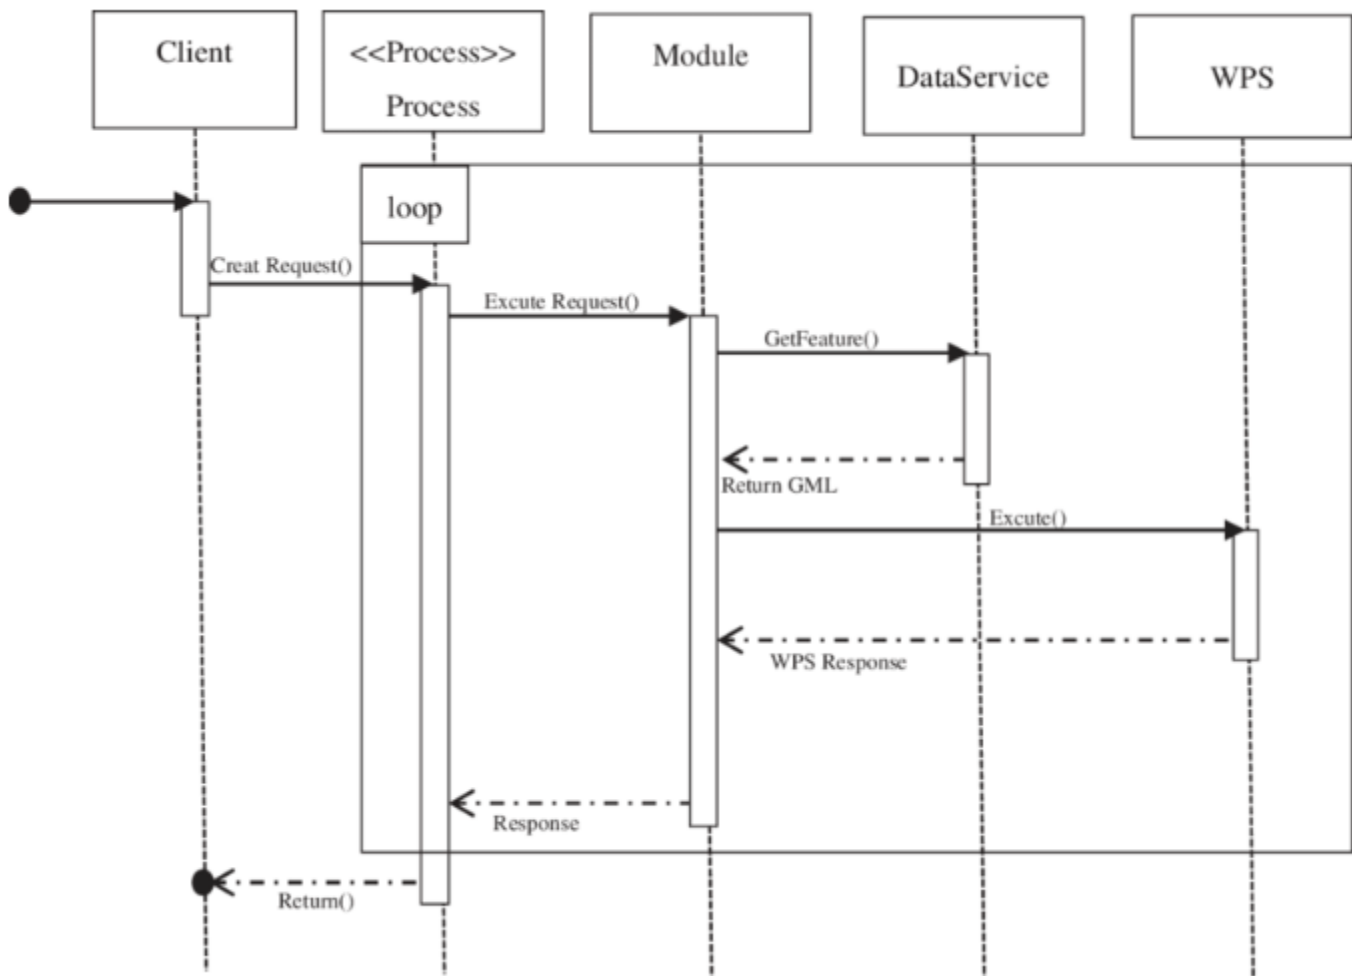 Client
<<Process>>
Process
Module
DataService
WPS
loop
Creat Request()
Excute Request()
GetFeature()
Return GML
Excute()
WPS Response
Response
Return()